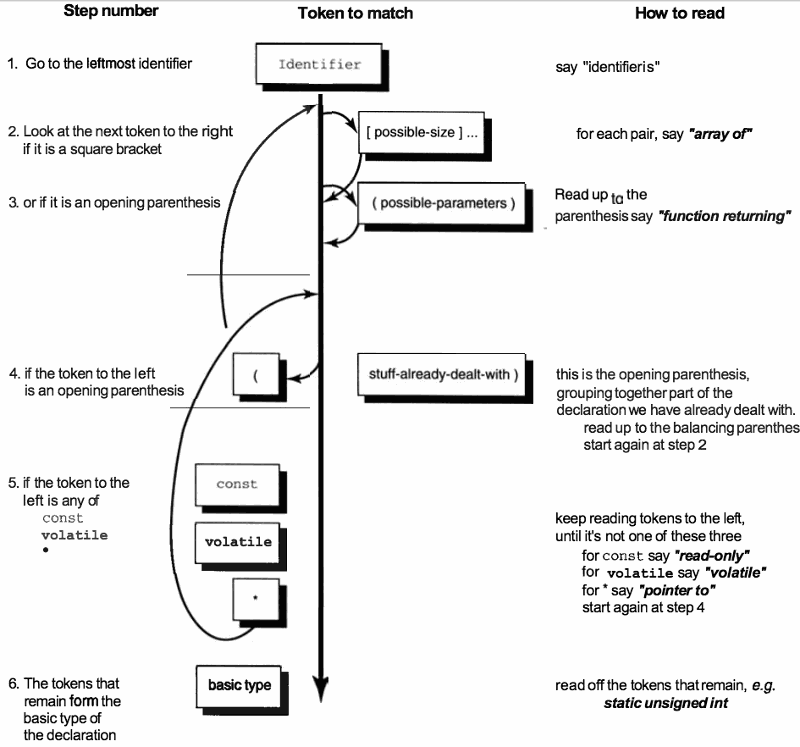 Step number Token to match How to read
1. Go to the leftmost identifier
Identifier
say "identifieris"
2. Look at the next token to the right
if it is a square bracket
[ possible-size ] ...
for each pair, say "array of"
3. or if it is an opening parenthesis
( possible-parameters )
Read up to the
parenthesis say "function returning"
4. if the token to the left
is an opening parenthesis
(
stuff-already-dealt-with )
this is the opening parenthesis,
grouping together part of the
declaration we have already dealt with.
read up to the balancing parenthes
start again at step 2
5. if the token to the
left is any of
const
volatile
•
const
volatile
*
keep reading tokens to the left,
until it's not one of these three
for const say "read-only"
for volatile say "volatile"
for * say "pointer to"
start again at step 4
6. The tokens that
remain form the
basic type of
the declaration
basic type
read off the tokens that remain, e.g.
static unsigned int